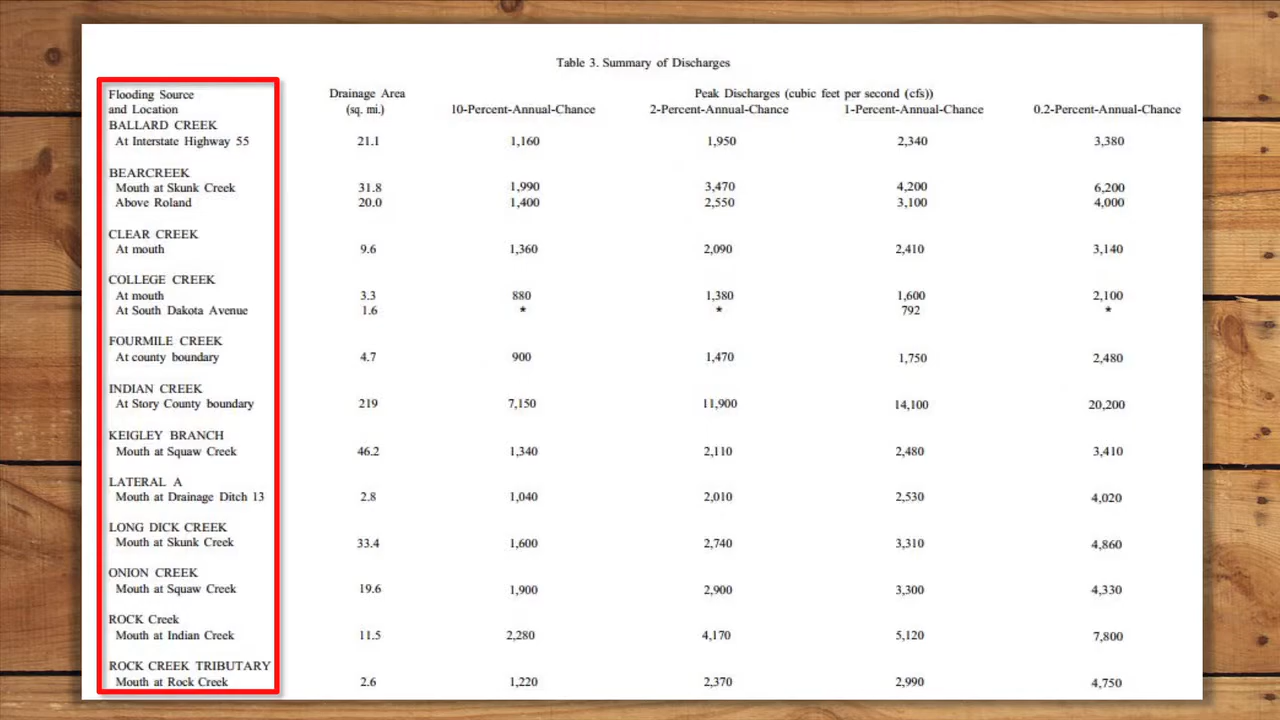 Table 3. Summary of Discharges
Flooding Source Drainage Area Peak Discharges (cubic feet per second (cfs))
and Location (sq. mi.) 10-Percent-Annual-Chance 2-Percent-Annual-Chance 1-Percent-Annual-Chance 0.2-Percent-Annual-Chance
BALLARD CREEK
At Interstate Highway 55 21.1 1,160 1,950 2,340 3,380
BEARCREEK
Mouth at Skunk Creek 31.8 1,990 3,470 4,200 6,200
Above Roland 20.0 1,400 2,550 3,100 4,000
CLEAR CREEK
At mouth 9.6 1,360 2,090 2,410 3,140
COLLEGE CREEK
At mouth 3.3 880 1,380 1,600 2,100
At South Dakota Avenue 1.6 * * 792 *
FOURMILE CREEK
At county boundary 4.7 900 1,470 1,750 2,480
INDIAN CREEK
At Story County boundary 219 7,150 11,900 14,100 20,200
KEIGLEY BRANCH
Mouth at Squaw Creek 46.2 1,340 2,110 2,480 3,410
LATERAL A
Mouth at Drainage Ditch 13 2.8 1,040 2,010 2,530 4,020
LONG DICK CREEK
Mouth at Skunk Creek 33.4 1,600 2,740 3,310 4,860
ONION CREEK
Mouth at Squaw Creek 19.6 1,900 2,900 3,300 4,330
ROCK Creek
Mouth at Indian Creek 11.5 2,280 4,170 5,120 7,800
ROCK CREEK TRIBUTARY
Mouth at Rock Creek 2.6 1,220 2,370 2,990 4,750